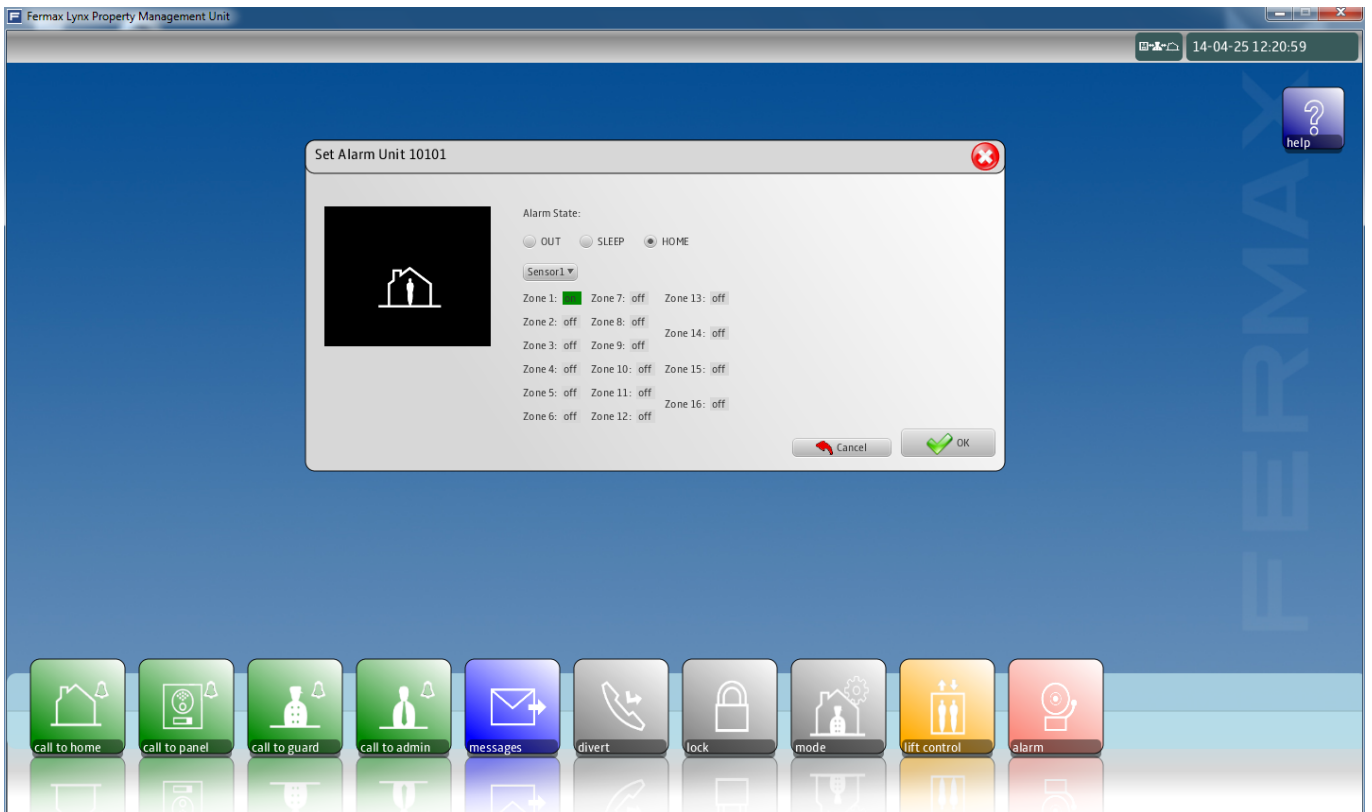 Fermax Lynx Property Management Unit
14-04-25 12:20:59
help
FERMAX
Set Alarm Unit 10101
Alarm State:
OUT SLEEP HOME
Sensor1
Zone 1: on Zone 7: off Zone 13: off
Zone 2: off Zone 8: off
Zone 14: off
Zone 3: off Zone 9: off
Zone 4: off Zone 10: off Zone 15: off
Zone 5: off Zone 11: off
Zone 16: off
Zone 6: off Zone 12: off
Cancel OK
call to home call to panel call to guard call to admin messages divert lock mode lift control alarm